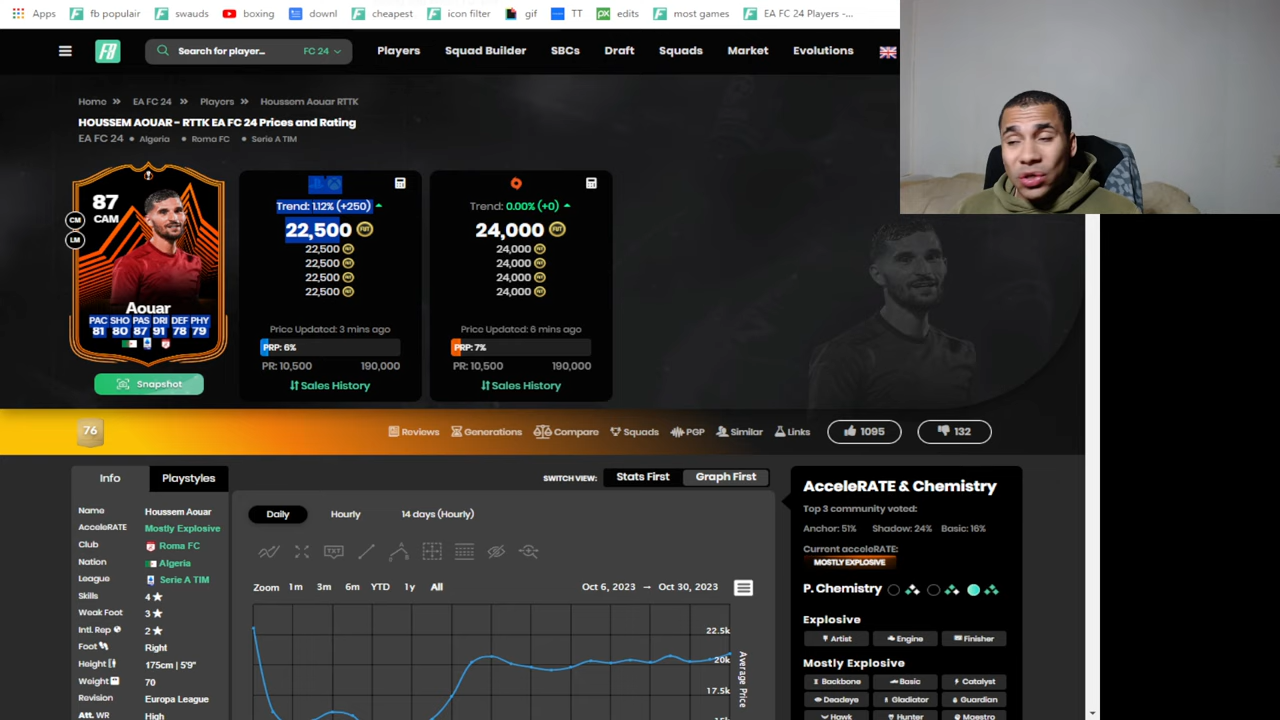 Apps fb populair swauds boxing downl cheapest icon filter gif TT edits most games EA FC 24 Players -...
FB Search for player... FC 24 Players Squad Builder SBCs Draft Squads Market Evolutions
Home >> EA FC 24 >> Players >> Houssem Aouar RTTK
HOUSSEM AOUAR - RTTK EA FC 24 Prices and Rating
EA FC 24 • Algeria • Roma FC • Serie A TIM
87
CAM
CM
LM
Aouar
PAC SHO PAS DRI DEF PHY
81 80 87 91 78 79
Snapshot
Trend: 1.12% (+250)
22,500
22,500
22,500
22,500
22,500
Price Updated: 3 mins ago
PRP: 6%
PR: 10,500 190,000
Sales History
Trend: 0.00% (+0)
24,000
24,000
24,000
24,000
24,000
Price Updated: 6 mins ago
PRP: 7%
PR: 10,500 190,000
Sales History
76 Reviews Generations Compare Squads PGP Similar Links 1095 132
Info Playstyles
Name Houssem Aouar
AcceleRATE Mostly Explosive
Club Roma FC
Nation Algeria
League Serie A TIM
Skills 4
Weak Foot 3
Intl. Rep 2
Foot Right
Height 175cm | 5'9"
Weight 70
Revision Europa League
Att. WR High
SWITCH VIEW: Stats First Graph First
Daily Hourly 14 days (Hourly)
TXT
Zoom 1m 3m 6m YTD 1y All Oct 6, 2023 → Oct 30, 2023
22.5k
20k
17.5k
15k
Average Price
AcceleRATE & Chemistry
Top 3 community voted:
Anchor: 51% Shadow: 24% Basic: 16%
Current acceleRATE:
MOSTLY EXPLOSIVE
P. Chemistry
Explosive
Artist Engine Finisher
Mostly Explosive
Backbone Basic Catalyst
Deadeye Gladiator Guardian
Hawk Hunter Maestro